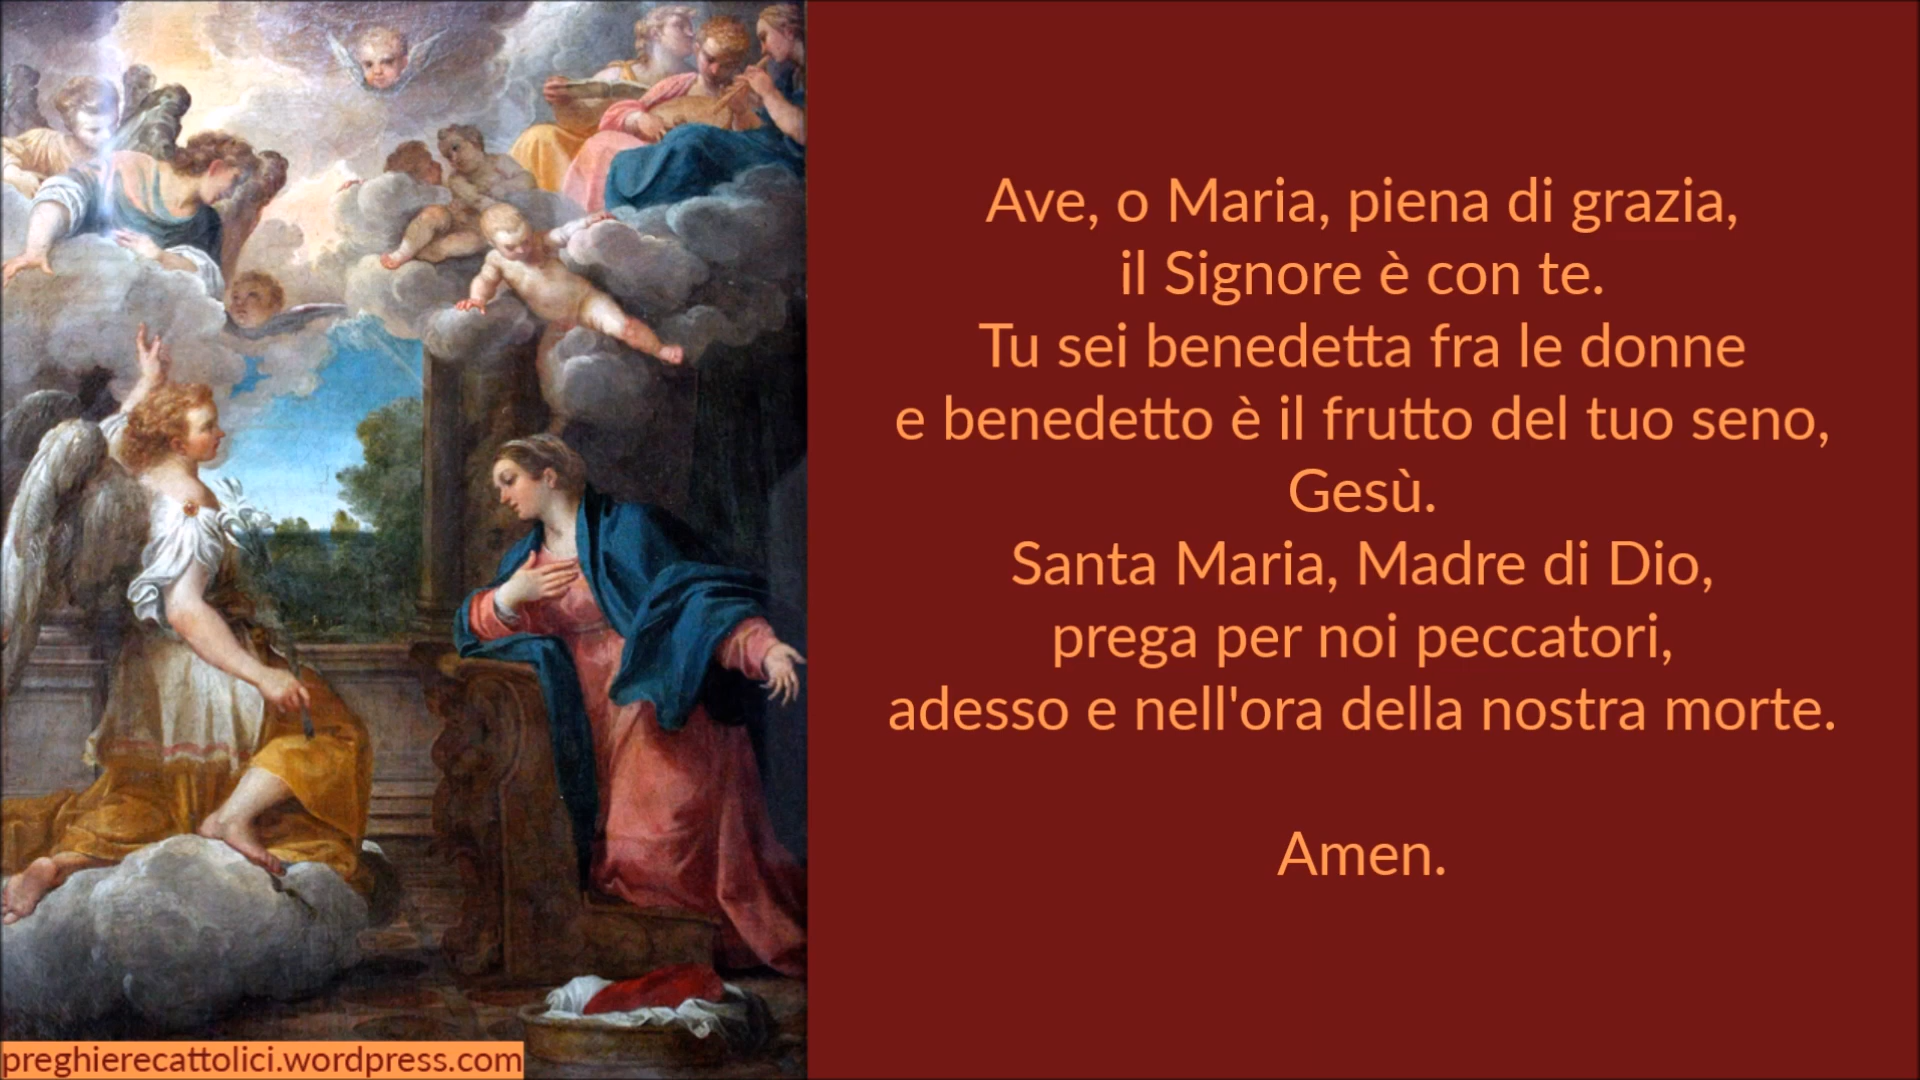 Ave, o Maria, piena di grazia,
il Signore è con te.
Tu sei benedetta fra le donne
e benedetto è il frutto del tuo seno,
Gesù.
Santa Maria, Madre di Dio,
prega per noi peccatori,
adesso e nell'ora della nostra morte.
Amen.
preghierecattolici.wordpress.com